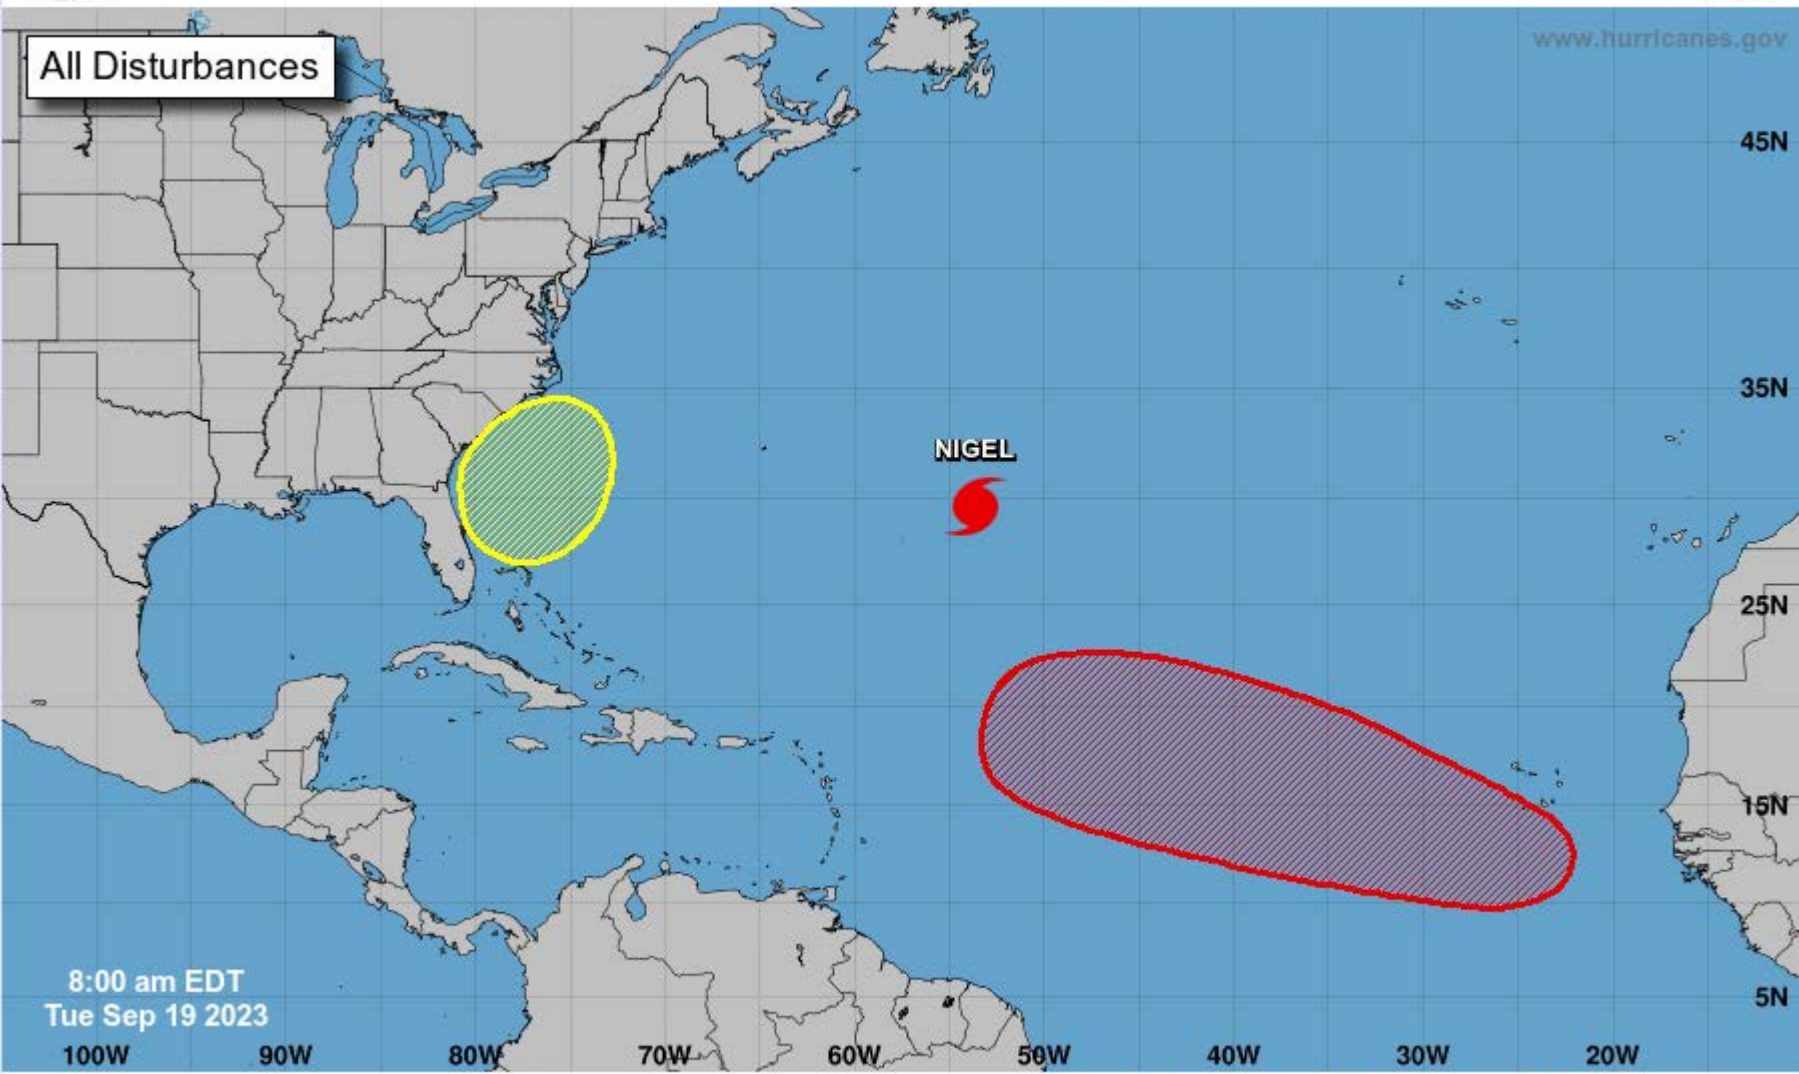 www.hurricanes.gov
All Disturbances
45N
35N
NIGEL
25N
15N
8:00 am EDT
Tue Sep 19 2023
5N
100W 90W 80W 70W 60W 50W 40W 30W 20W